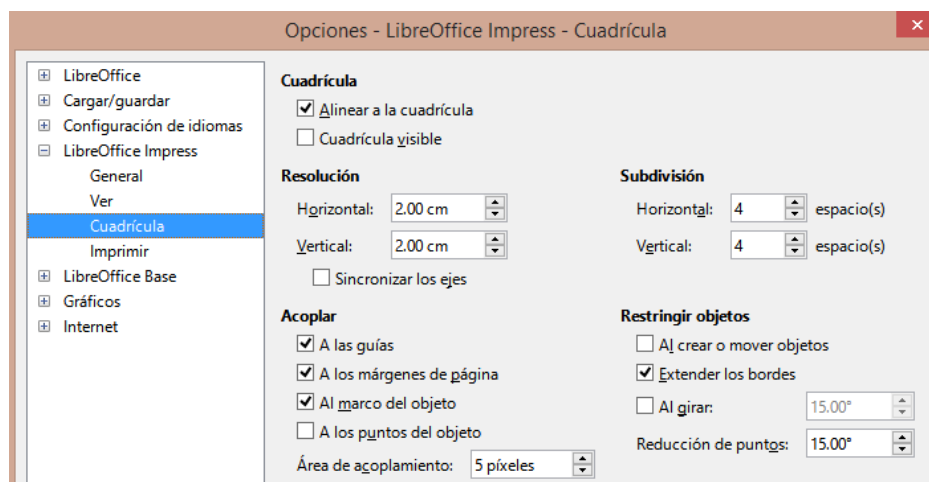 Opciones - LibreOffice Impress - Cuadrícula
LibreOffice
Cargar/guardar
Configuración de idiomas
LibreOffice Impress
General
Ver
Cuadrícula
Imprimir
LibreOffice Base
Gráficos
Internet
Cuadrícula
Alinear a la cuadrícula
Cuadrícula visible
Resolución
Horizontal: 2.00 cm
Vertical: 2.00 cm
Sincronizar los ejes
Subdivisión
Horizontal: 4 espacio(s)
Vertical: 4 espacio(s)
Acoplar
A las guías
A los márgenes de página
Al marco del objeto
A los puntos del objeto
Área de acoplamiento: 5 píxeles
Restringir objetos
Al crear o mover objetos
Extender los bordes
Al girar: 15.00°
Reducción de puntos: 15.00°